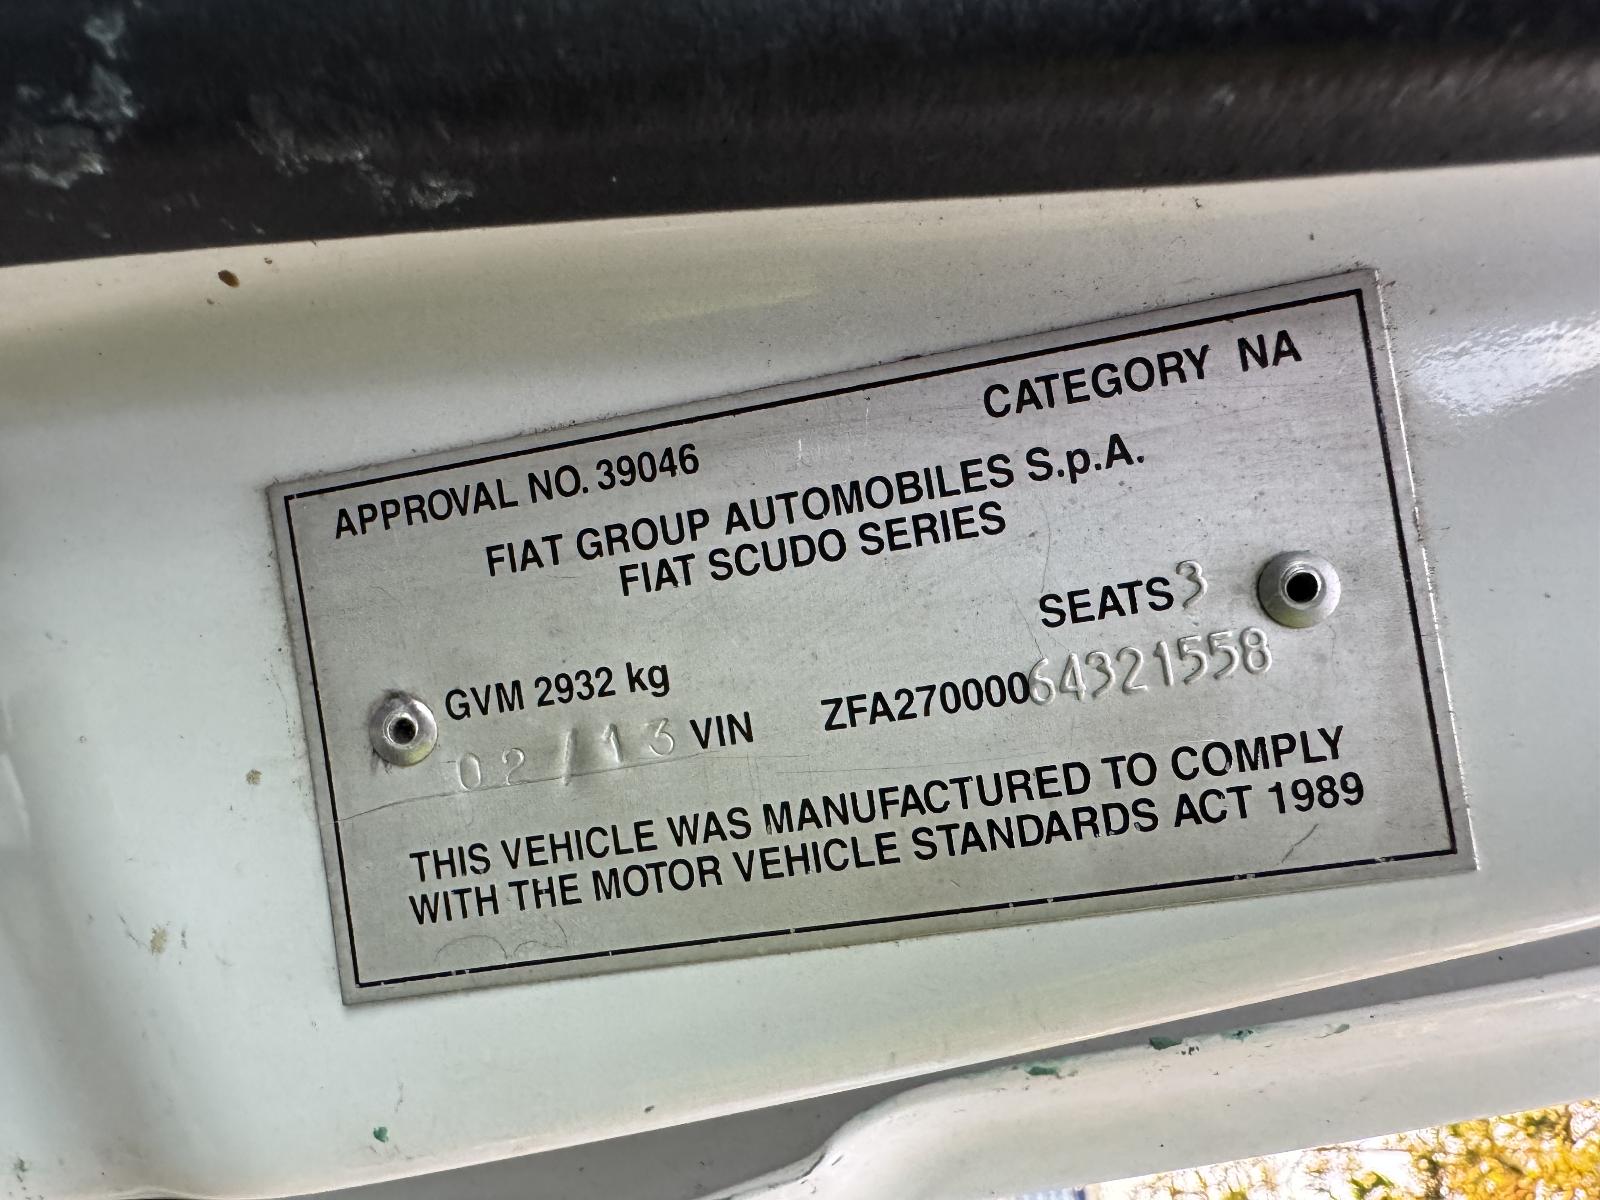 APPROVAL NO. 39046 CATEGORY NA
FIAT GROUP AUTOMOBILES S.p.A.
FIAT SCUDO SERIES
SEATS 3
GVM 2932 kg
02/13 VIN ZFA27000064321558
THIS VEHICLE WAS MANUFACTURED TO COMPLY
WITH THE MOTOR VEHICLE STANDARDS ACT 1989